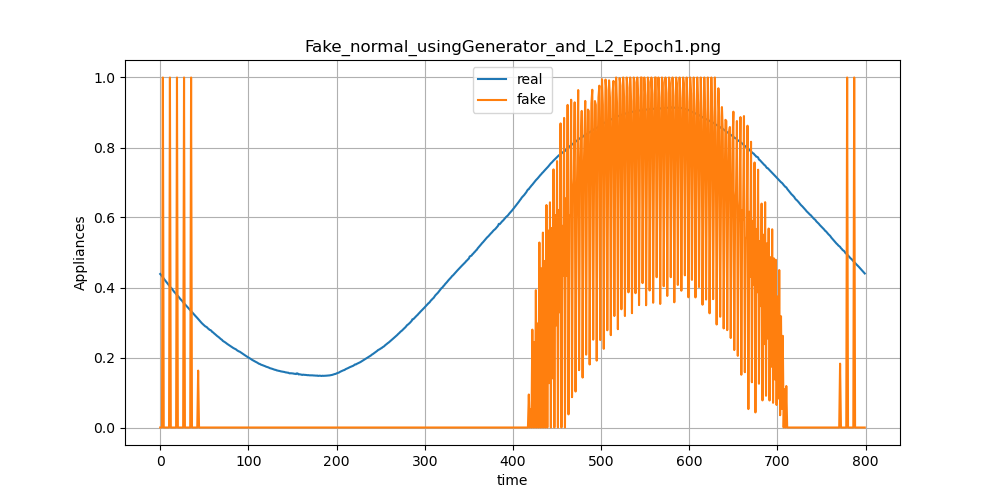 Fake_normal_usingGenerator_and_L2_Epoch1.png
real
fake
1.0
0.8
0.6
0.4
0.2
0.0
Appliances
0 100 200 300 400 500 600 700 800
time